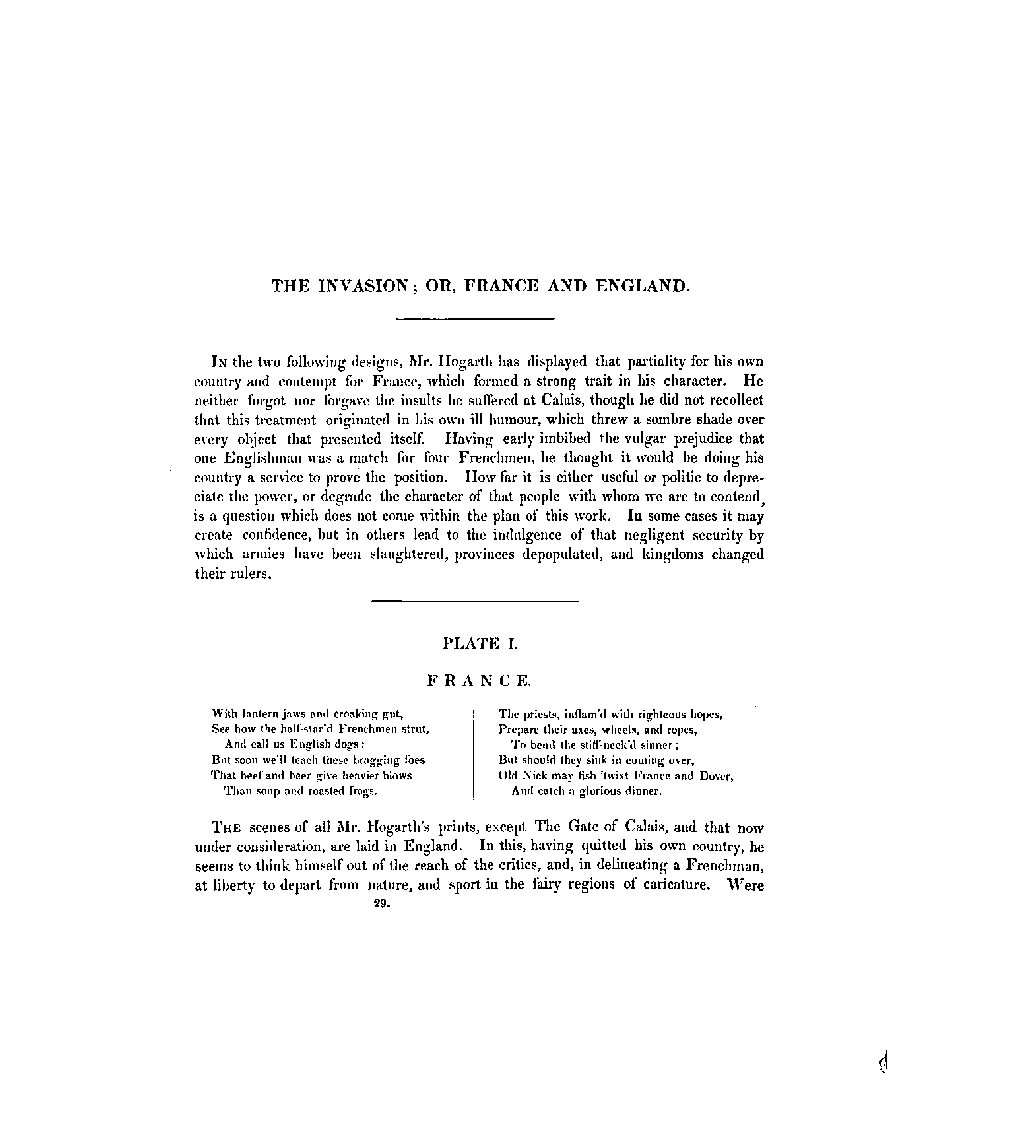 THE INVASION; OR, FRANCE AND ENGLAND.
IN the two following designs, Mr. Hogarth has displayed that partiality for his own
country and contempt for France, which formed a strong trait in his character. He
neither forgot nor forgave the insults he suffered at Calais, though he did not recollect
that this treatment originated in his own ill humour, which threw a sombre shade over
every object that presented itself. Having early imbibed the vulgar prejudice that
one Englishman was a match for four Frenchmen, he thought it would be doing his
country a service to prove the position. How far it is either useful or politic to depre-
ciate the power, or degrade the character of that people with whom we are to contend,
is a question which does not come within the plan of this work. In some cases it may
create confidence, but in others lead to the indulgence of that negligent security by
which armies have been slaughtered, provinces depopulated, and kingdoms changed
their rulers.
PLATE I.
FRANCE.
With lantern jaws and croaking gut,
See how the half-star'd Frenchmen strut,
And call us English dogs:
But soon we'll teach these bragging foes
That beef and beer give heavier blows
Than soup and roasted frogs.
The priests, inflam'd with righteous hopes,
Prepare their axes, wheels, and ropes,
To bend the stiff-neck'd sinner;
But should they sink in coming over,
Old Nick may fish 'twixt France and Dover,
And catch a glorious dinner.
THE scenes of all Mr. Hogarth's prints, except The Gate of Calais, and that now
under consideration, are laid in England. In this, having quitted his own country, he
seems to think himself out of the reach of the critics, and, in delineating a Frenchman,
at liberty to depart from nature, and sport in the fairy regions of caricature. Were
29.